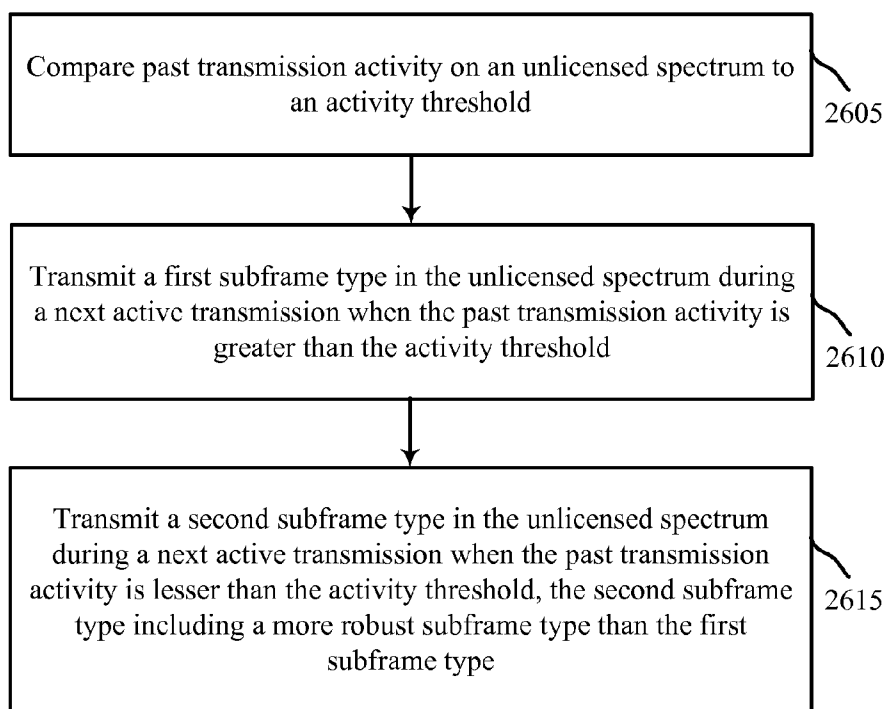 Compare past transmission activity on an unlicensed spectrum to
an activity threshold
2605
Transmit a first subframe type in the unlicensed spectrum during
a next active transmission when the past transmission activity is
greater than the activity threshold
2610
Transmit a second subframe type in the unlicensed spectrum
during a next active transmission when the past transmission
activity is lesser than the activity threshold, the second subframe
type including a more robust subframe type than the first
subframe type
2615